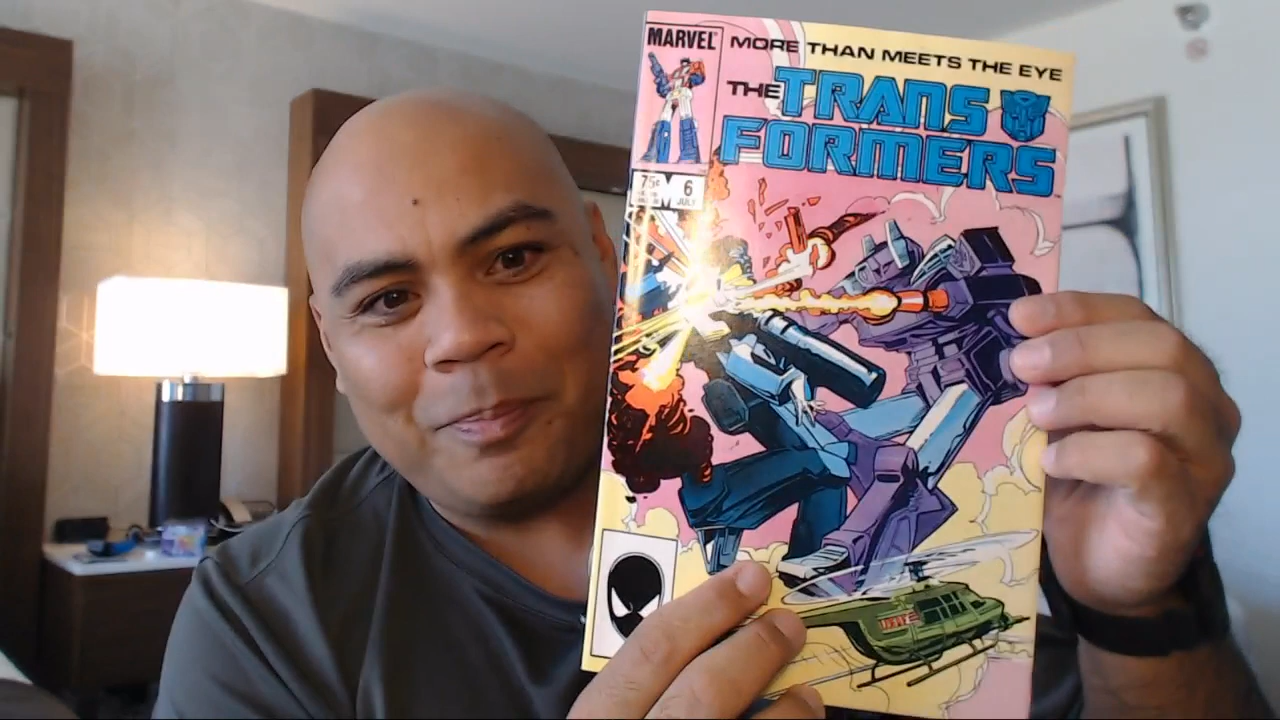 MARVEL
MORE THAN MEETS THE EYE
THE TRANS
FORMERS
75¢ 6
JULY